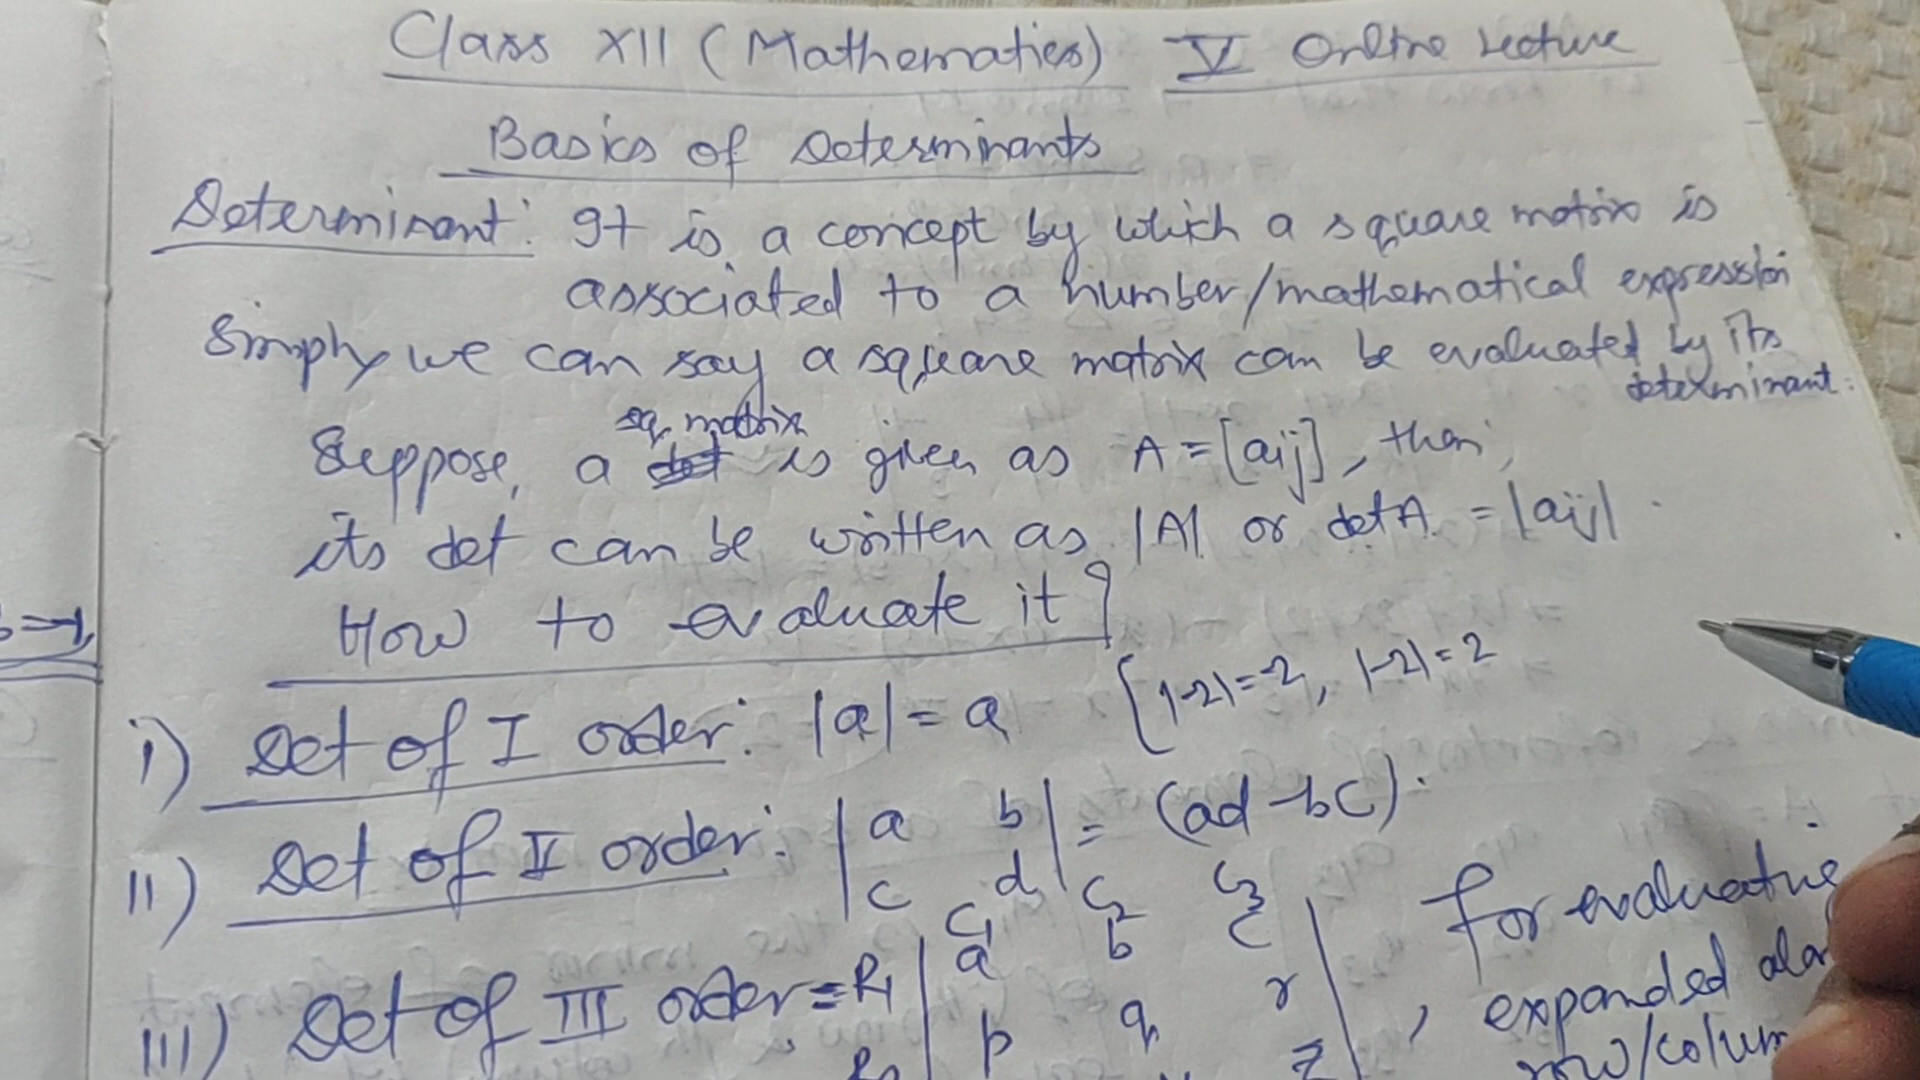 Class XII (Mathematics) V Online Lecture
Basics of Determinants
Determinant: It is a concept by which a square matrix is
associated to a number/mathematical expression
Simply we can say a square matrix can be evaluated by its
determinant.
sq. matrix
Suppose, a det is given as A = [aij], then,
its det can be written as |A| or det A = |aij|
How to evaluate it?
i) Det of I order: |a| = a [|-2| = -2, |-2| = 2
ii) Det of II order: |a b| = (ad - bc).
c d
C1 C2 C3
iii) Det of III order = R1 | a b c |, For evaluating
p q r expanded
z row/colum